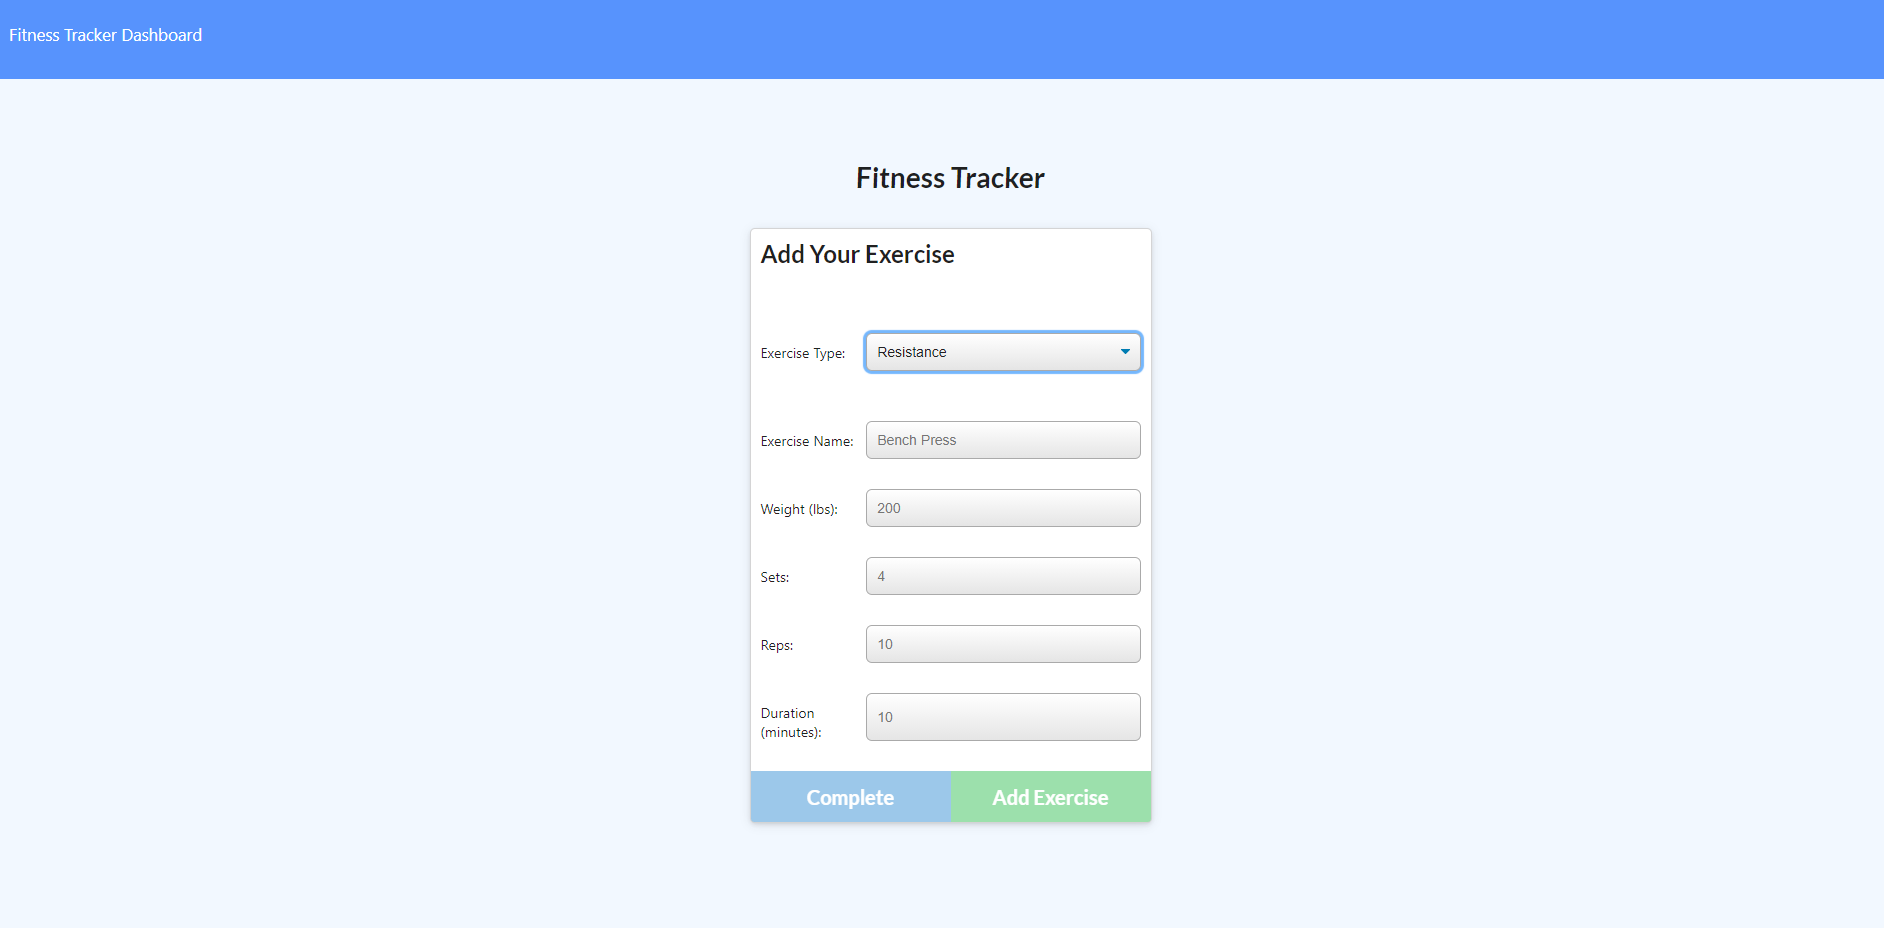 Fitness Tracker Dashboard
Fitness Tracker
Add Your Exercise
Exercise Type: Resistance
Exercise Name: Bench Press
Weight (lbs): 200
Sets: 4
Reps: 10
Duration
(minutes): 10
Complete Add Exercise